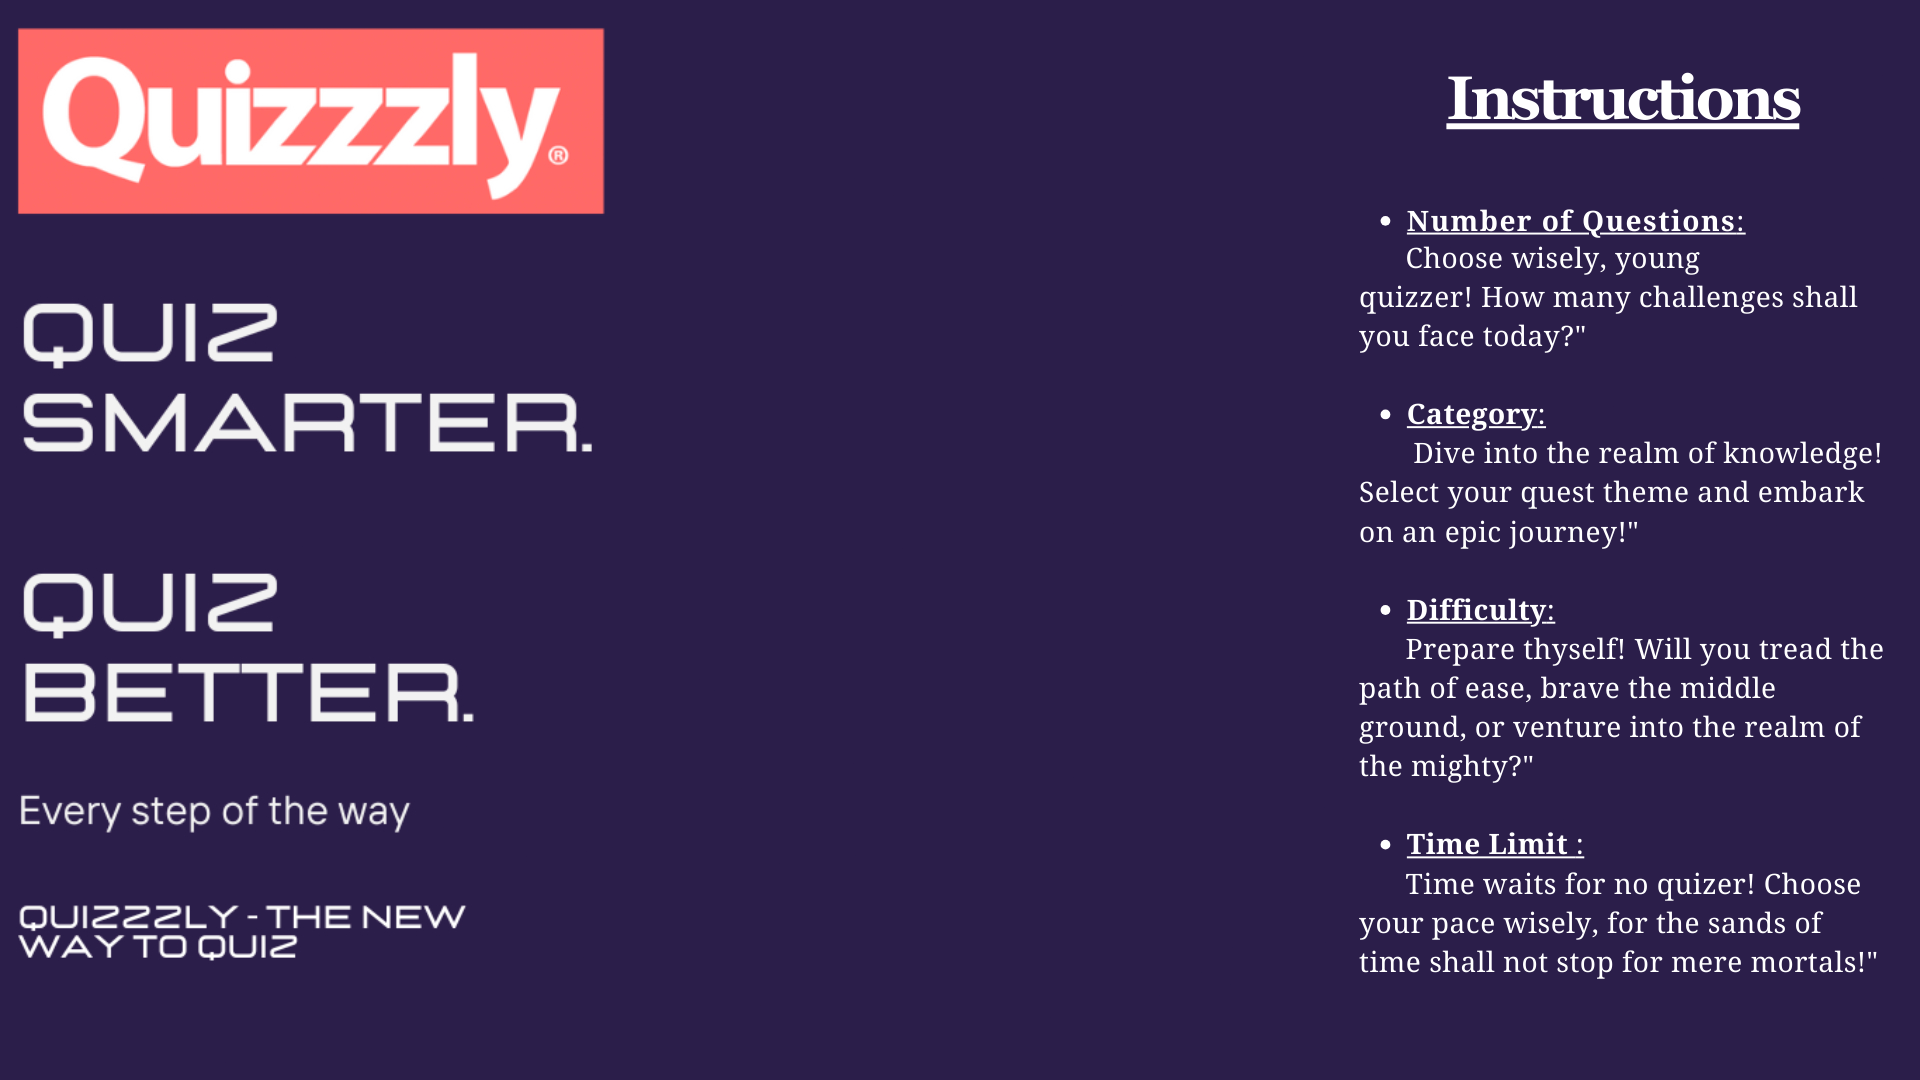 Quizzzly®
QUIZ
SMARTER.
QUIZ
BETTER.
Every step of the way
QUIZZZLY - THE NEW
WAY TO QUIZ
Instructions
• Number of Questions:
Choose wisely, young
quizzer! How many challenges shall
you face today?"
• Category:
Dive into the realm of knowledge!
Select your quest theme and embark
on an epic journey!"
• Difficulty:
Prepare thyself! Will you tread the
path of ease, brave the middle
ground, or venture into the realm of
the mighty?"
• Time Limit :
Time waits for no quizer! Choose
your pace wisely, for the sands of
time shall not stop for mere mortals!"